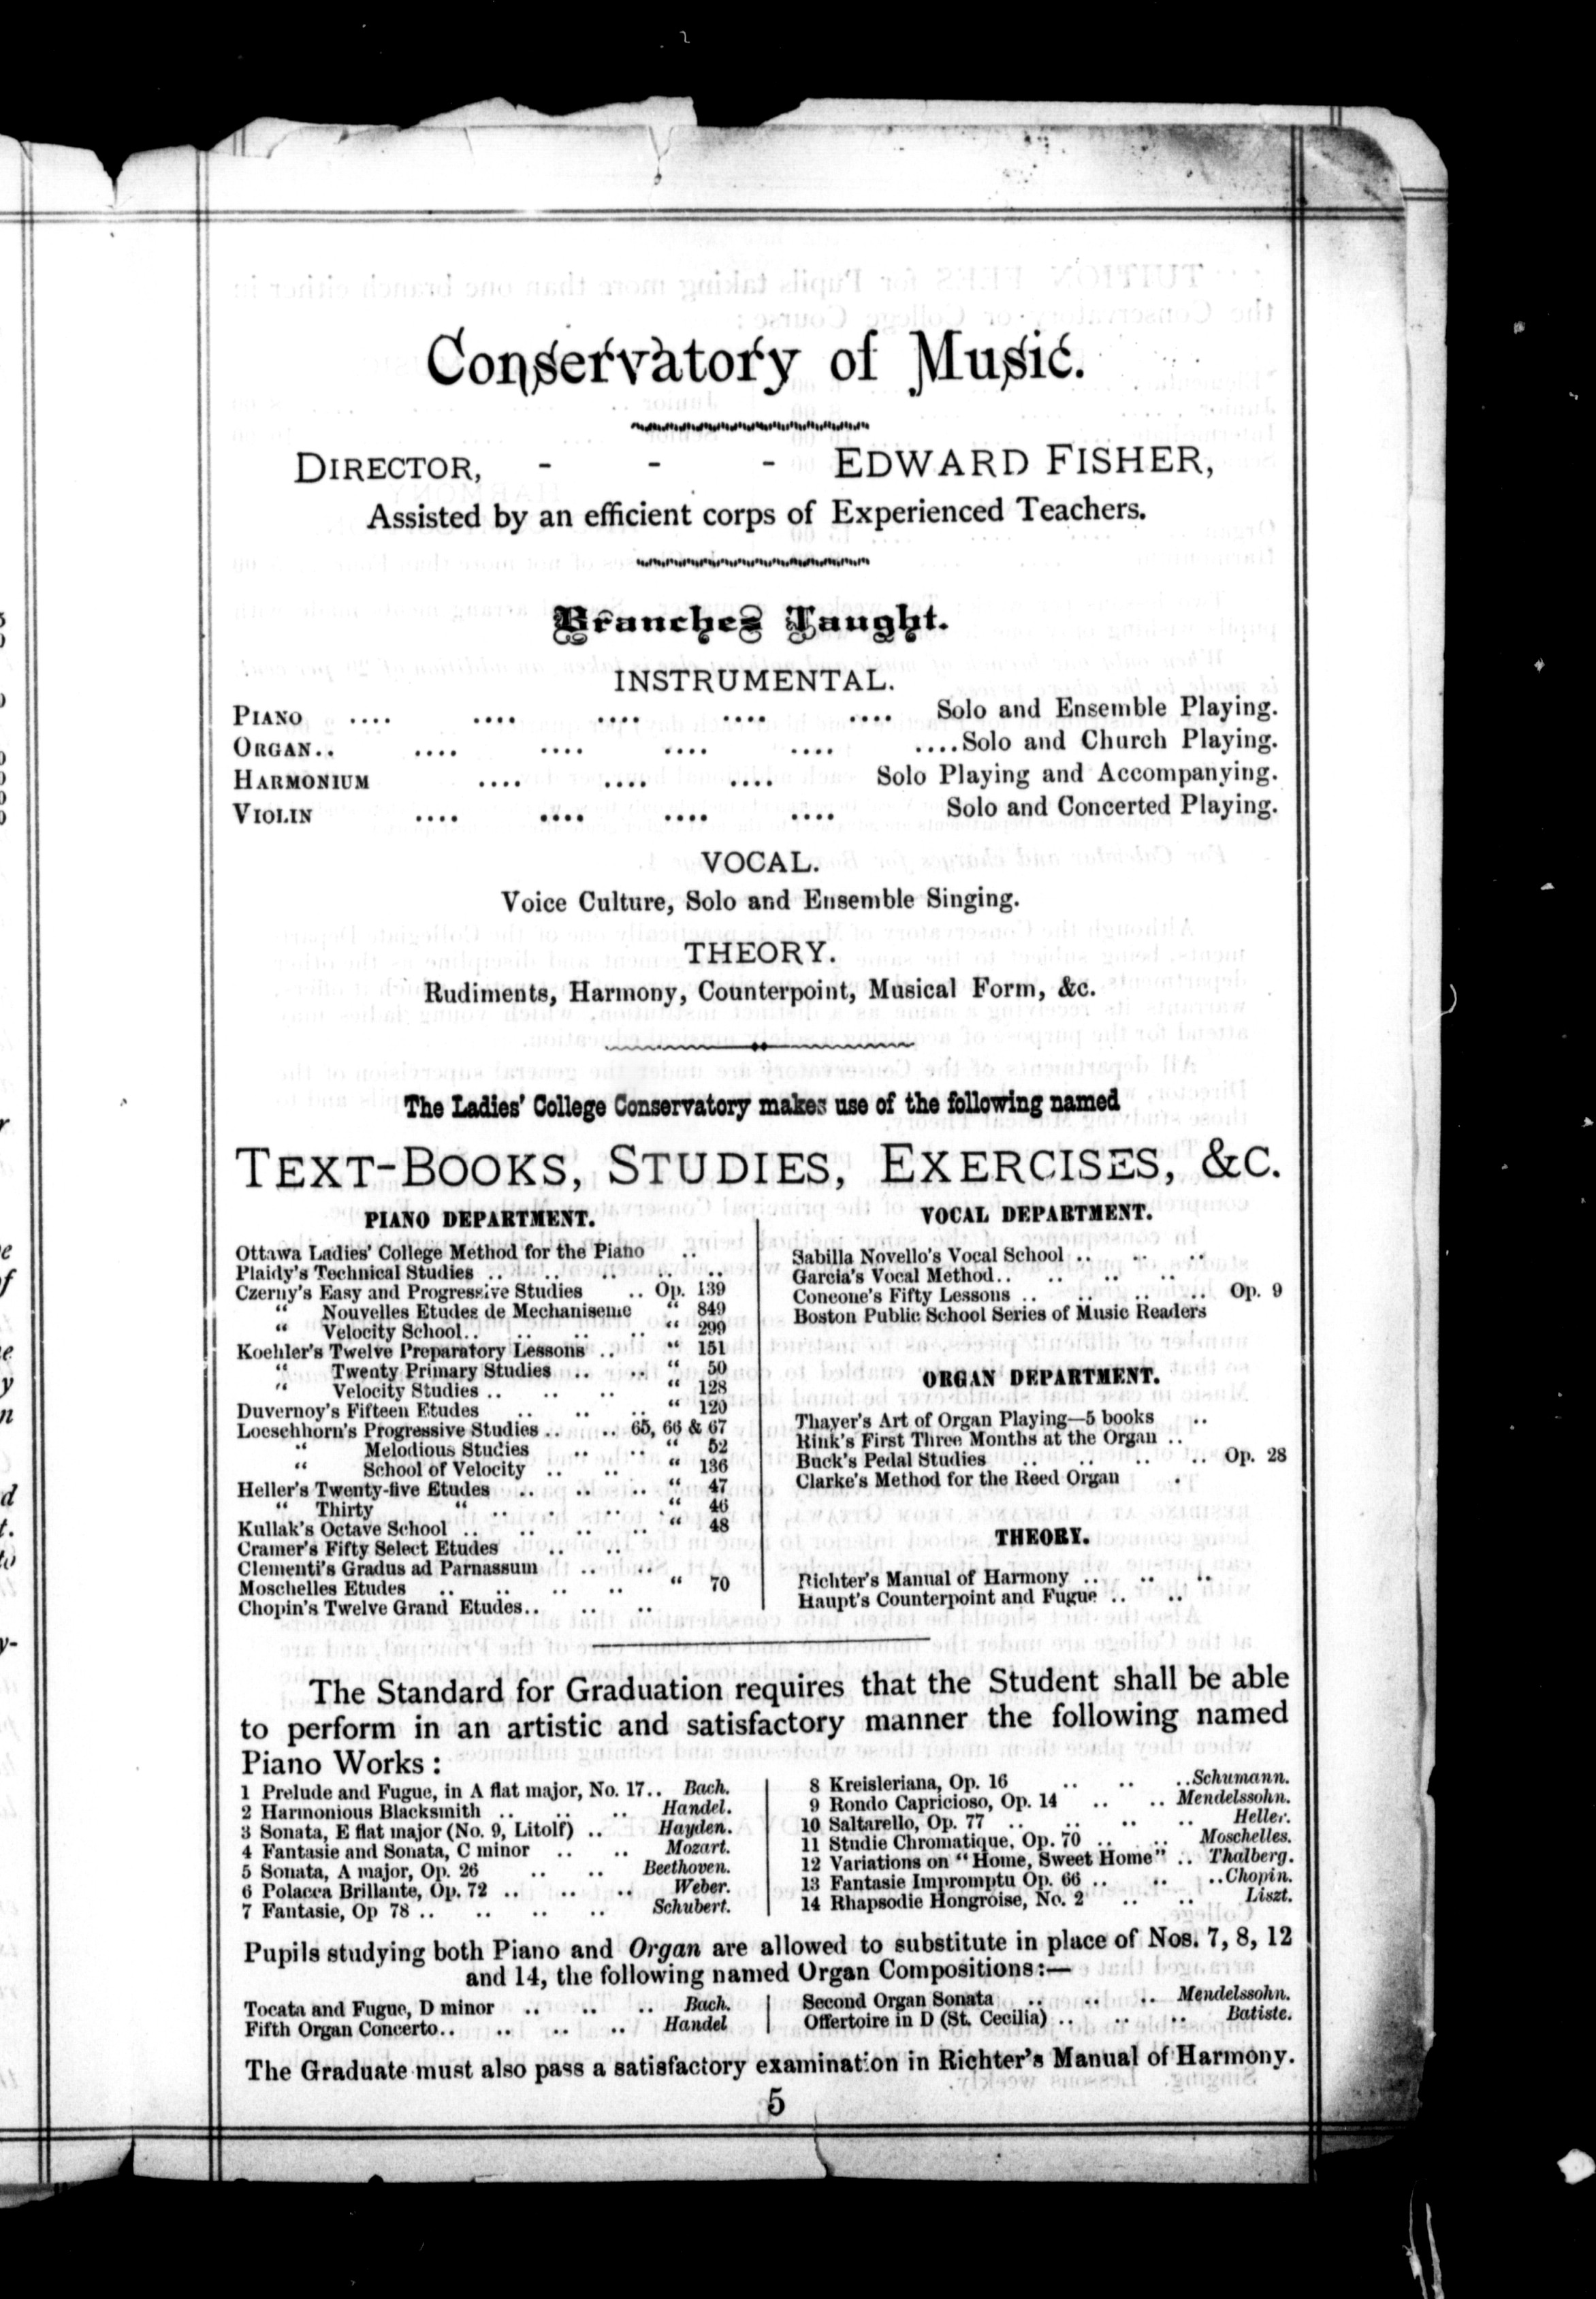 Conservatory of Music.
DIRECTOR, - - - EDWARD FISHER,
Assisted by an efficient corps of Experienced Teachers.
Branches Taught.
INSTRUMENTAL.
PIANO .... .... .... .... .... Solo and Ensemble Playing.
ORGAN.. .... .... .... .... ....Solo and Church Playing.
HARMONIUM .... .... .... Solo Playing and Accompanying.
VIOLIN .... .... .... .... Solo and Concerted Playing.
VOCAL.
Voice Culture, Solo and Ensemble Singing.
THEORY.
Rudiments, Harmony, Counterpoint, Musical Form, &c.
The Ladies' College Conservatory makes use of the following named
TEXT-BOOKS, STUDIES, EXERCISES, &C.
PIANO DEPARTMENT.
Ottawa Ladies' College Method for the Piano ..
Plaidy's Technical Studies .. .. .. .. ..
Czerny's Easy and Progressive Studies .. Op. 139
" Nouvelles Etudes de Mechanisme " 849
" Velocity School.. .. .. .. " 299
Koehler's Twelve Preparatory Lessons .. " 151
" Twenty Primary Studies .. .. " 50
" Velocity Studies .. .. .. " 128
Duvernoy's Fifteen Etudes .. .. .. " 120
Loeschhorn's Progressive Studies .. .. 65, 66 & 67
" Melodious Studies .. .. " 52
" School of Velocity .. .. " 136
Heller's Twenty-five Etudes .. .. .. " 47
" Thirty " .. .. .. . " 46
Kullak's Octave School .. .. .. .. " 48
Cramer's Fifty Select Etudes .. ..
Clementi's Gradus ad Parnassum .. ..
Moschelles Etudes .. .. .. .. " 70
Chopin's Twelve Grand Etudes.. .. ..
VOCAL DEPARTMENT.
Sabilla Novello's Vocal School .. .. ..
Garcia's Vocal Method.. .. .. ..
Concone's Fifty Lessons .. .. .. .. Op. 9
Boston Public School Series of Music Readers
ORGAN DEPARTMENT.
Thayer's Art of Organ Playing—5 books ..
Rink's First Three Months at the Organ ..
Buck's Pedal Studies .. .. .. .. Op. 28
Clarke's Method for the Reed Organ ..
THEORY.
Richter's Manual of Harmony .. .. ..
Haupt's Counterpoint and Fugue .. ..
The Standard for Graduation requires that the Student shall be able
to perform in an artistic and satisfactory manner the following named
Piano Works :
1 Prelude and Fugue, in A flat major, No. 17.. Bach.
2 Harmonious Blacksmith .. .. .. Handel.
3 Sonata, E flat major (No. 9, Litolf) .. Hayden.
4 Fantasie and Sonata, C minor .. .. Mozart.
5 Sonata, A major, Op. 26 .. .. Beethoven.
6 Polacca Brillante, Op. 72 .. .. .. Weber.
7 Fantasie, Op 78 .. .. .. .. Schubert.
8 Kreisleriana, Op. 16 .. .. ..Schumann.
9 Rondo Capricioso, Op. 14 .. .. Mendelssohn.
10 Saltarello, Op. 77 .. .. .. .. Heller.
11 Studie Chromatique, Op. 70 .. .. Moschelles.
12 Variations on "Home, Sweet Home" .. Thalberg.
13 Fantasie Impromptu Op. 66 .. .. ..Chopin.
14 Rhapsodie Hongroise, No. 2 .. .. Liszt.
Pupils studying both Piano and Organ are allowed to substitute in place of Nos. 7, 8, 12
and 14, the following named Organ Compositions:—
Tocata and Fugue, D minor .. .. .. Bach.
Fifth Organ Concerto.. .. .. .. Handel
Second Organ Sonata .. .. .. Mendelssohn.
Offertoire in D (St. Cecilia) .. .. .. Batiste.
The Graduate must also pass a satisfactory examination in Richter's Manual of Harmony.
5